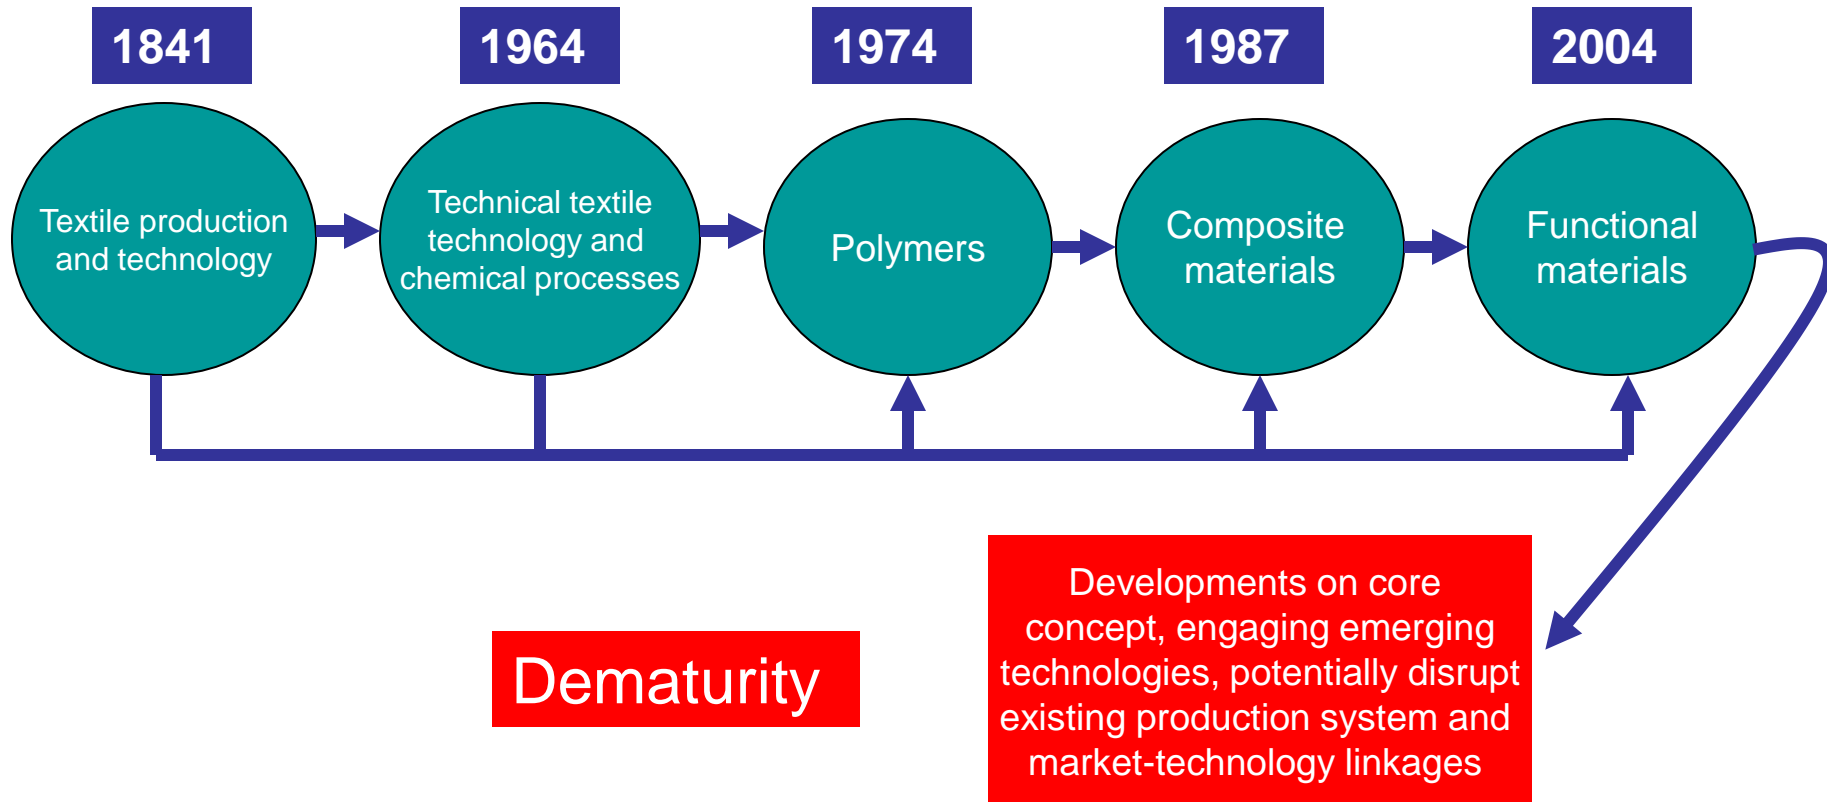 1841
1964
1974
1987
2004
Textile production
and technology
Technical textile
technology and
chemical processes
Polymers
Composite
materials
Functional
materials
Dematurity
Developments on core
concept, engaging emerging
technologies, potentially disrupt
existing production system and
market-technology linkages